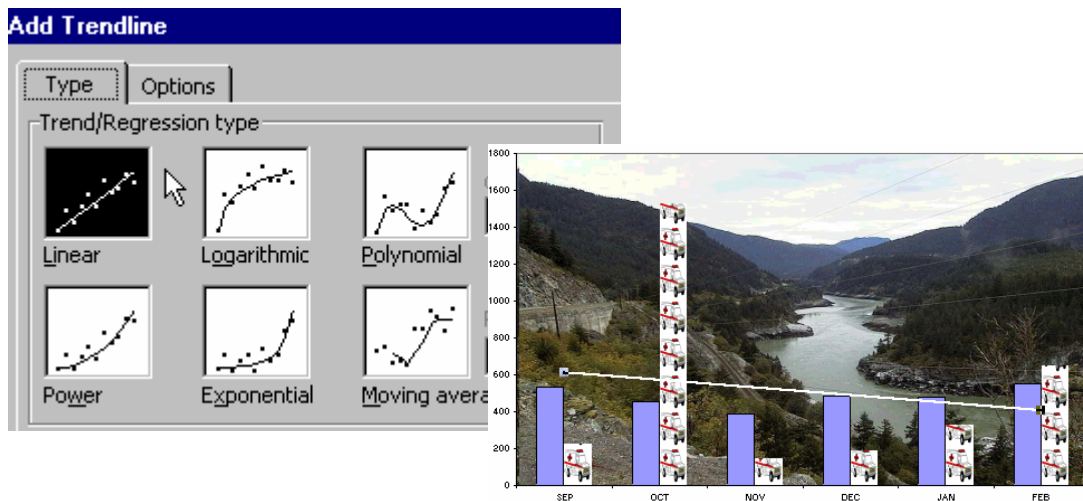 Add Trendline
Type Options
Trend/Regression type
Linear Logarithmic Polynomial
Power Exponential Moving avera
1800
1600
1400
1200
1000
800
600
400
200
0
SEP OCT NOV DEC JAN FEB